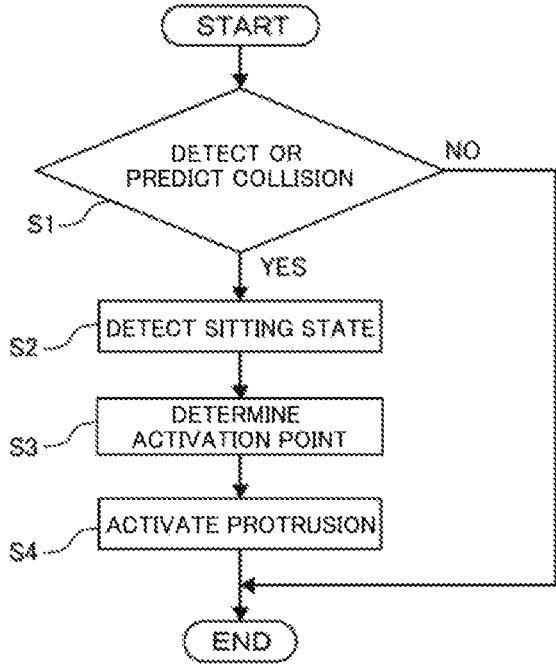 START
DETECT OR
PREDICT COLLISION
NO
S1
YES
DETECT SITTING STATE
S2
DETERMINE
ACTIVATION POINT
S3
ACTIVATE PROTRUSION
S4
END